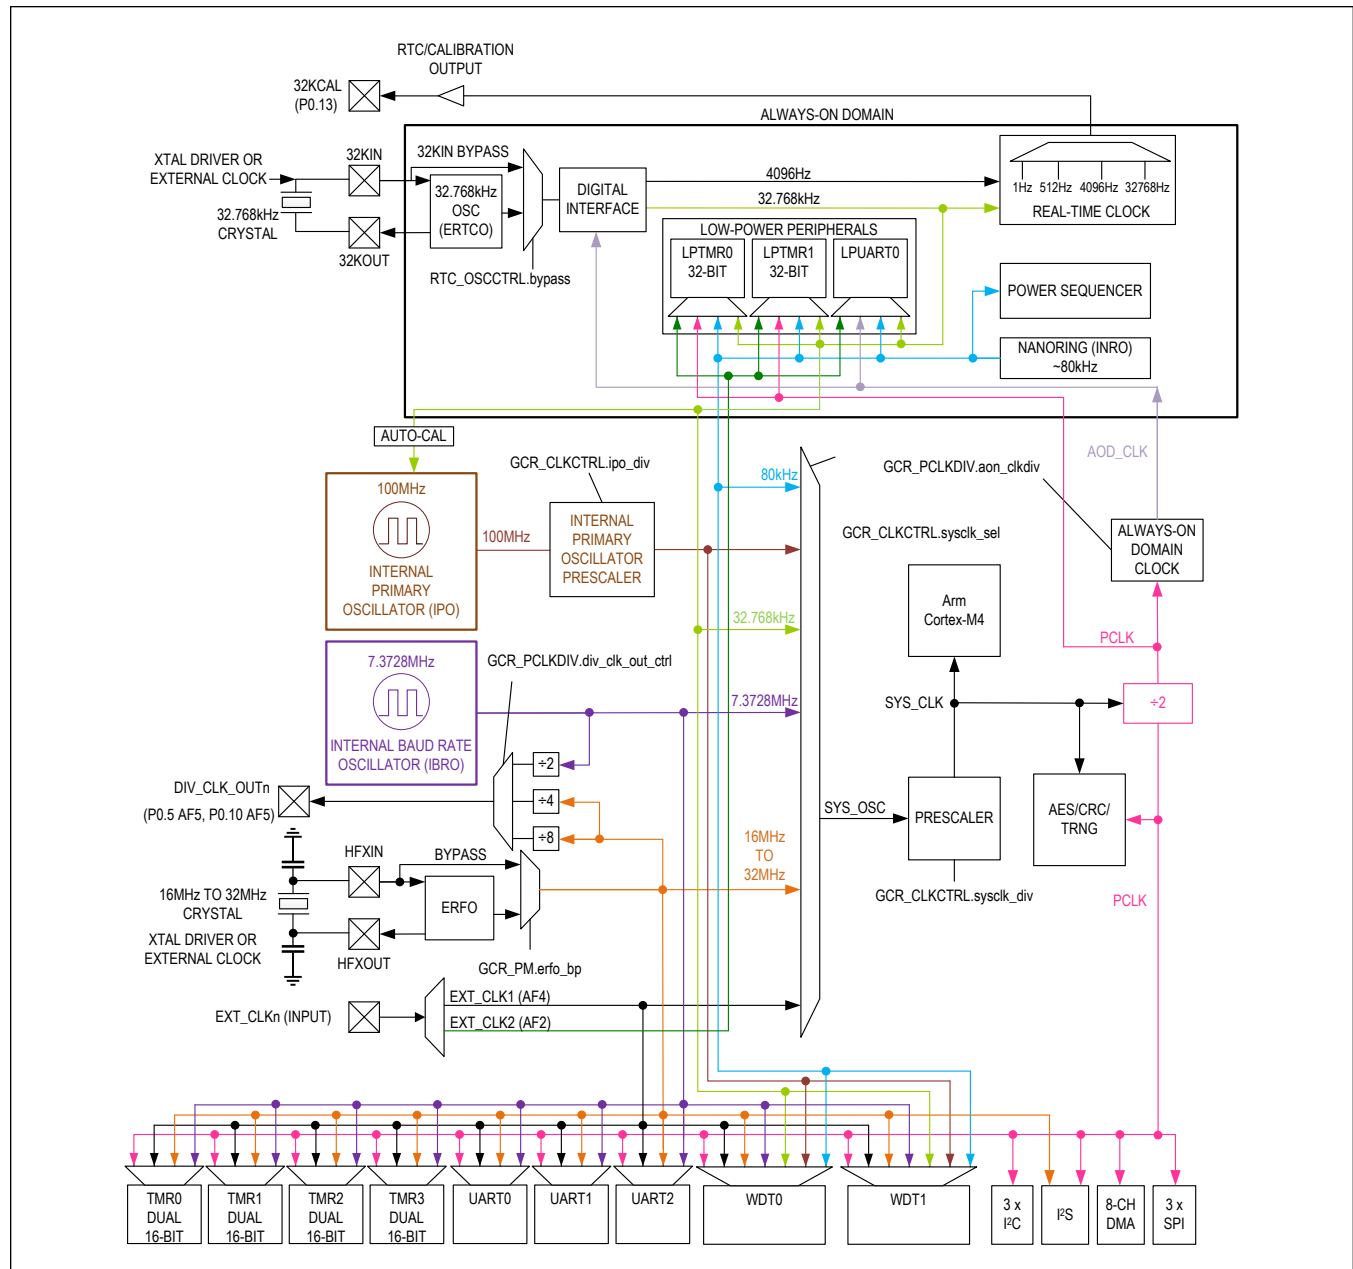 RTC/CALIBRATION
OUTPUT
32KCAL
(P0.13)
ALWAYS-ON DOMAIN
XTAL DRIVER OR
EXTERNAL CLOCK
32KIN
32KIN BYPASS
32.768kHz
OSC
(ERTCO)
DIGITAL
INTERFACE
4096Hz
32.768kHz
1Hz
512Hz
4096Hz
32768Hz
REAL-TIME CLOCK
32.768kHz
CRYSTAL
32KOUT
RTC_OSCCTRL.bypass
LOW-POWER PERIPHERALS
LPTMR0
32-BIT
LPTMR1
32-BIT
LPUART0
POWER SEQUENCER
NANORING (INRO)
~80kHz
AUTO-CAL
GCR_CLKCTRL.ipo_div
80kHz
GCR_PCLKDIV.aon_clkdiv
AOD_CLK
100MHz
INTERNAL
PRIMARY
OSCILLATOR (IPO)
100MHz
INTERNAL
PRIMARY
OSCILLATOR
PRESCALER
GCR_CLKCTRL.sysclk_sel
ALWAYS-ON
DOMAIN
CLOCK
Arm
Cortex-M4
32.768kHz
PCLK
7.3728MHz
INTERNAL BAUD RATE
OSCILLATOR (IBRO)
GCR_PCLKDIV.div_clk_out_ctrl
7.3728MHz
SYS_CLK
÷2
÷2
÷4
÷8
DIV_CLK_OUTn
(P0.5 AF5, P0.10 AF5)
SYS_OSC
PRESCALER
AES/CRC/
TRNG
HFXIN
BYPASS
16MHz
TO
32MHz
16MHz TO 32MHz
CRYSTAL
ERFO
GCR_CLKCTRL.sysclk_div
PCLK
XTAL DRIVER OR
EXTERNAL CLOCK
HFXOUT
GCR_PM.erfo_bp
EXT_CLKn (INPUT)
EXT_CLK1 (AF4)
EXT_CLK2 (AF2)
TMR0
DUAL
16-BIT
TMR1
DUAL
16-BIT
TMR2
DUAL
16-BIT
TMR3
DUAL
16-BIT
UART0
UART1
UART2
WDT0
WDT1
3 x
I²C
I²S
8-CH
DMA
3 x
SPI